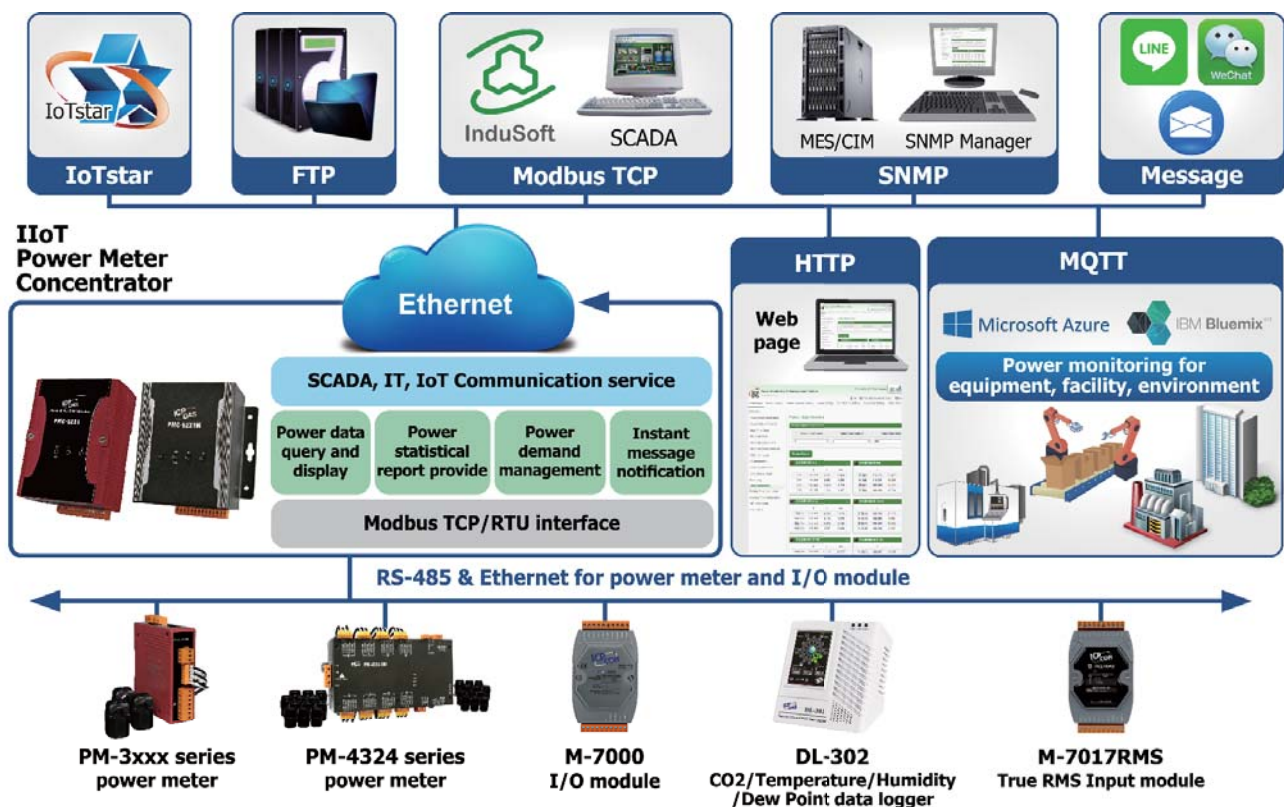 IoTstar
IoTstar
FTP
InduSoft
SCADA
Modbus TCP
MES/CIM
SNMP Manager
SNMP
LINE
WeChat
Message
IIoT
Power Meter
Concentrator
Ethernet
SCADA, IT, IoT Communication service
Power data
query and
display
Power
statistical
report provide
Power
demand
management
Instant
message
notification
Modbus TCP/RTU interface
HTTP
Web
page
MQTT
Microsoft Azure
IBM Bluemix
Power monitoring for
equipment, facility, environment
RS-485 & Ethernet for power meter and I/O module
PM-3xxx series
power meter
PM-4324 series
power meter
M-7000
I/O module
DL-302
CO2/Temperature/Humidity
/Dew Point data logger
M-7017RMS
True RMS Input module